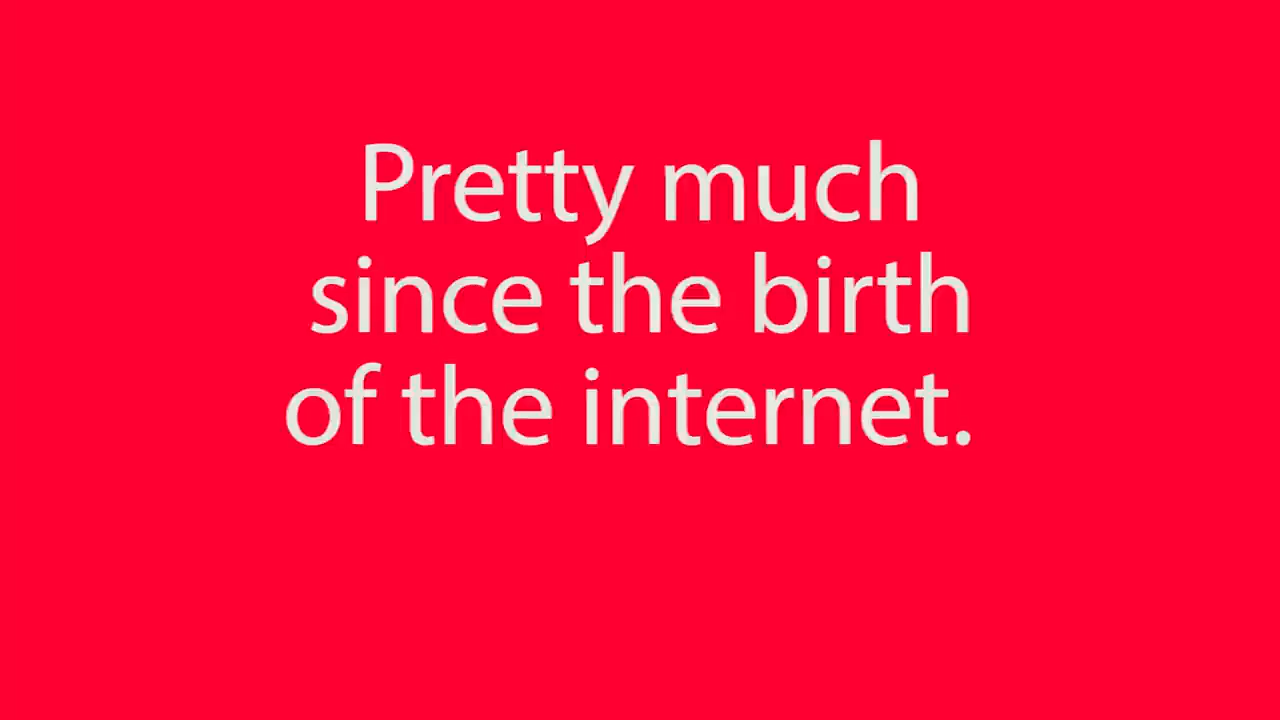 Pretty much
since the birth
of the internet.